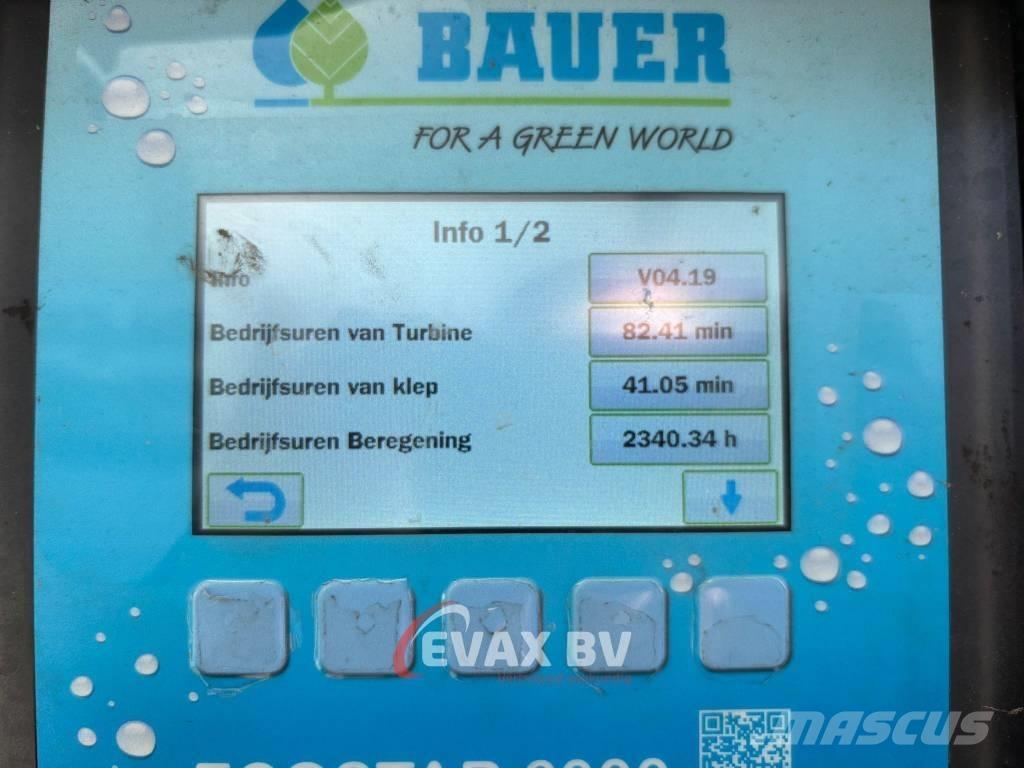 BAUER
FOR A GREEN WORLD
Info 1/2
Info V04.19
Bedrijfsuren van Turbine 82.41 min
Bedrijfsuren van klep 41.05 min
Bedrijfsuren Beregening 2340.34 h
EVAX BV
MASCUS